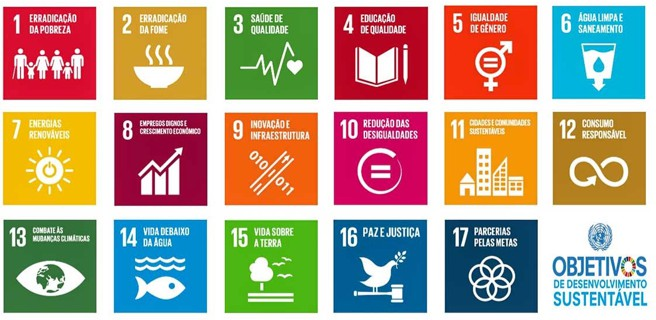 1 ERRADICAÇÃO
DA POBREZA
2 ERRADICAÇÃO
DA FOME
3 SAÚDE DE
QUALIDADE
4 EDUCAÇÃO
DE QUALIDADE
5 IGUALDADE
DE GÊNERO
6 ÁGUA LIMPA E
SANEAMENTO
7 ENERGIAS
RENOVÁVEIS
8 EMPREGOS DIGNOS E
CRESCIMENTO ECONÔMICO
9 INOVAÇÃO E
INFRAESTRUTURA
010/
/011
10 REDUÇÃO DAS
DESIGUALDADES
11 CIDADES E COMUNIDADES
SUSTENTÁVEIS
12 CONSUMO
RESPONSÁVEL
13 COMBATE ÀS
MUDANÇAS CLIMÁTICAS
14 VIDA DEBAIXO
DA ÁGUA
15 VIDA SOBRE
A TERRA
16 PAZ E JUSTIÇA
17 PARCERIAS
PELAS METAS
OBJETIVOS
DE DESENVOLVIMENTO
SUSTENTÁVEL